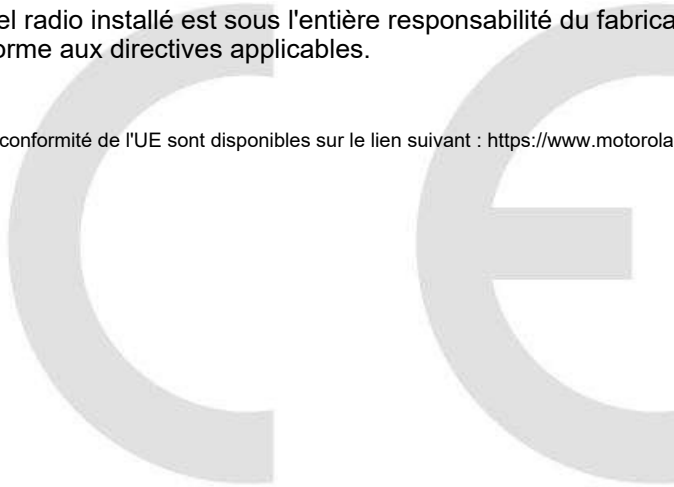 el radio installé est sous l'entière responsabilité du fabrica
orme aux directives applicables.
conformité de l'UE sont disponibles sur le lien suivant : https://www.motorola
CE